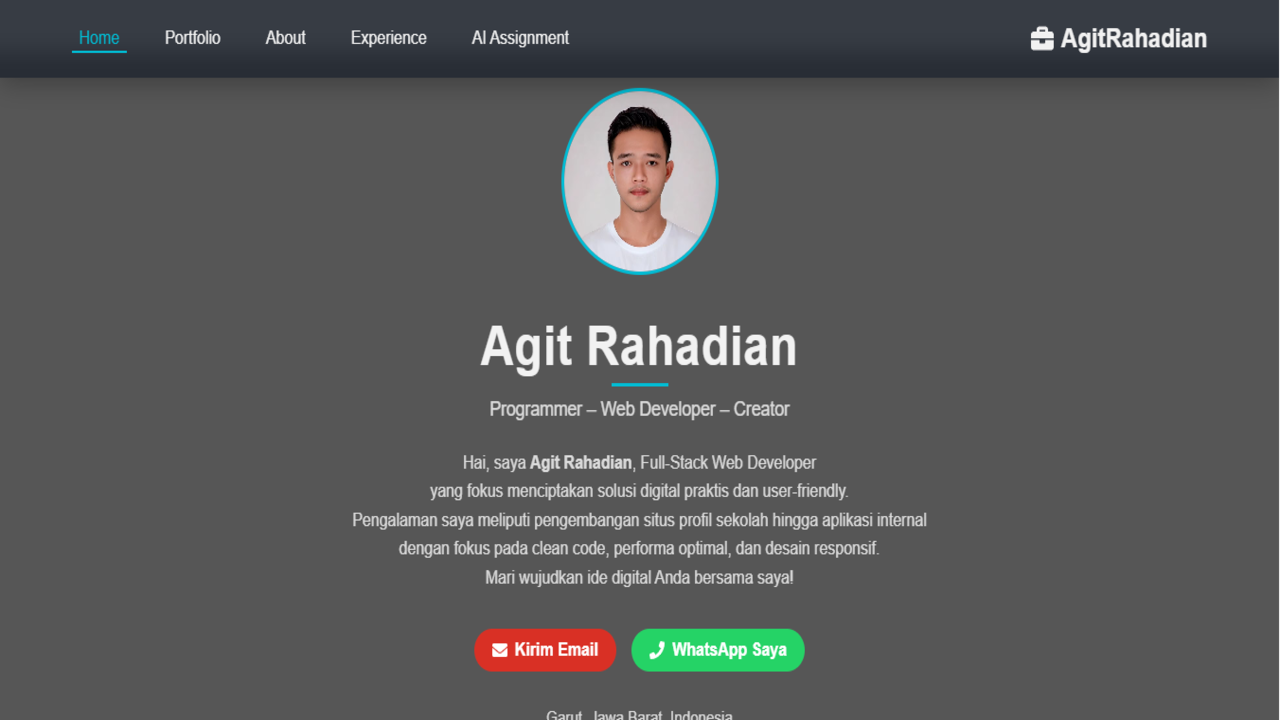 Home Portfolio About Experience AI Assignment AgitRahadian
Agit Rahadian
Programmer – Web Developer – Creator
Hai, saya Agit Rahadian, Full-Stack Web Developer
yang fokus menciptakan solusi digital praktis dan user-friendly.
Pengalaman saya meliputi pengembangan situs profil sekolah hingga aplikasi internal
dengan fokus pada clean code, performa optimal, dan desain responsif.
Mari wujudkan ide digital Anda bersama saya!
Kirim Email WhatsApp Saya
Garut, Jawa Barat, Indonesia